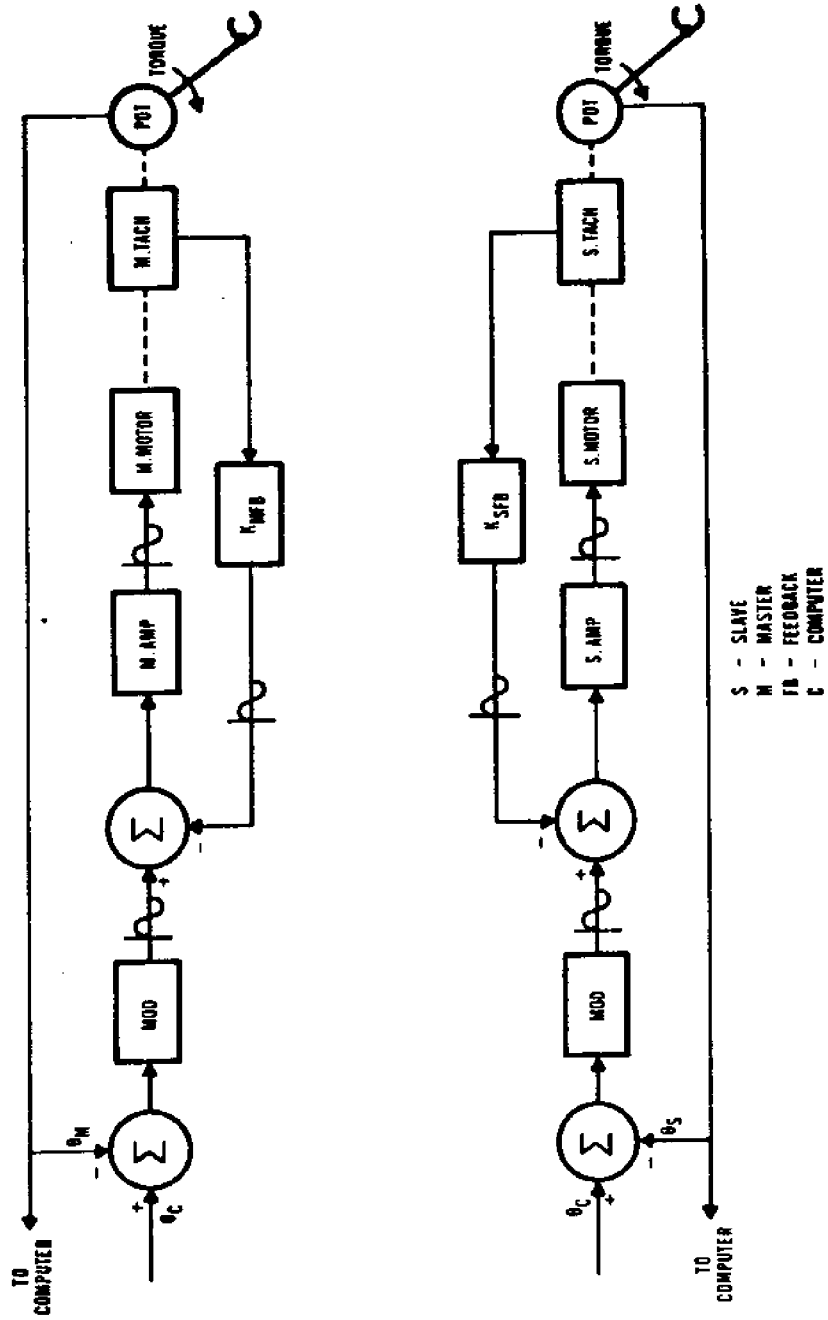 TO
COMPUTER
θM
-
+
θC
Σ
MOD
+
-
Σ
M. AMP
M. MOTOR
M. TACH
POT
TORQUE
KMFB
KSFB
θC
+
-
θS
Σ
MOD
+
-
Σ
S. AMP
S. MOTOR
S. TACH
POT
TORQUE
TO
COMPUTER
S - SLAVE
M - MASTER
FB - FEEDBACK
C - COMPUTER